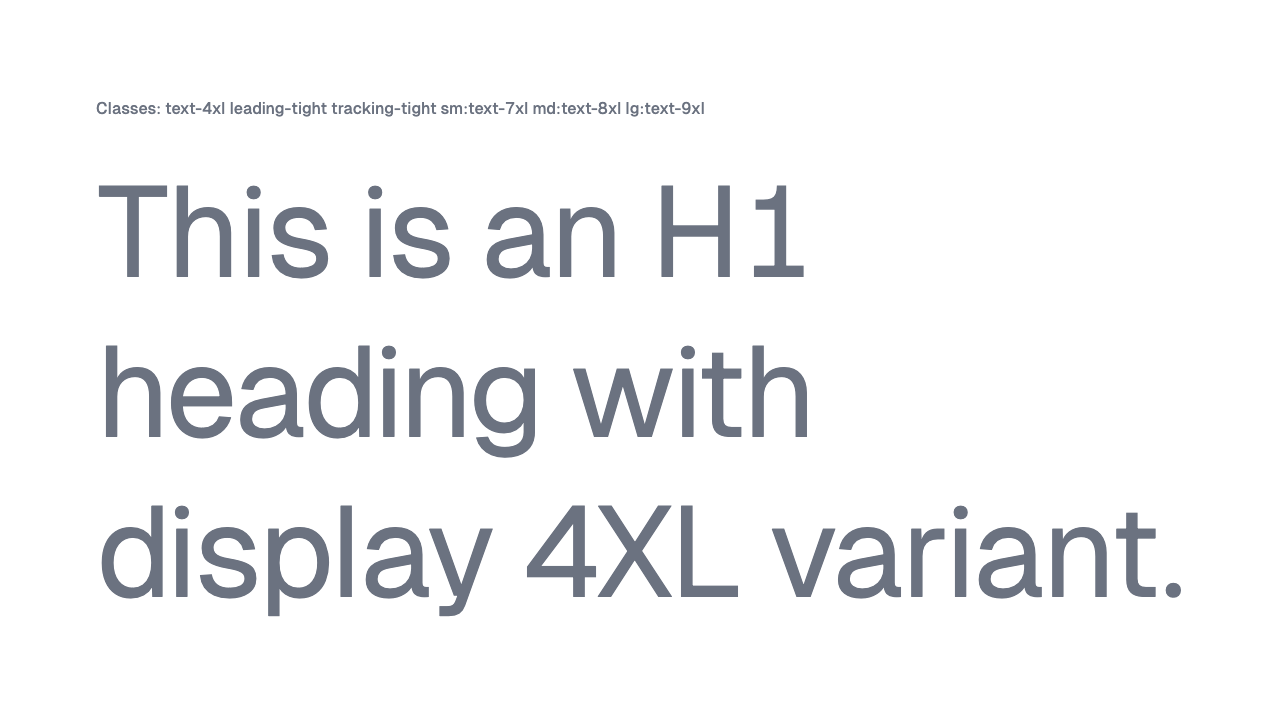 Classes: text-4xl leading-tight tracking-tight sm:text-7xl md:text-8xl lg:text-9xl
This is an H1
heading with
display 4XL variant.